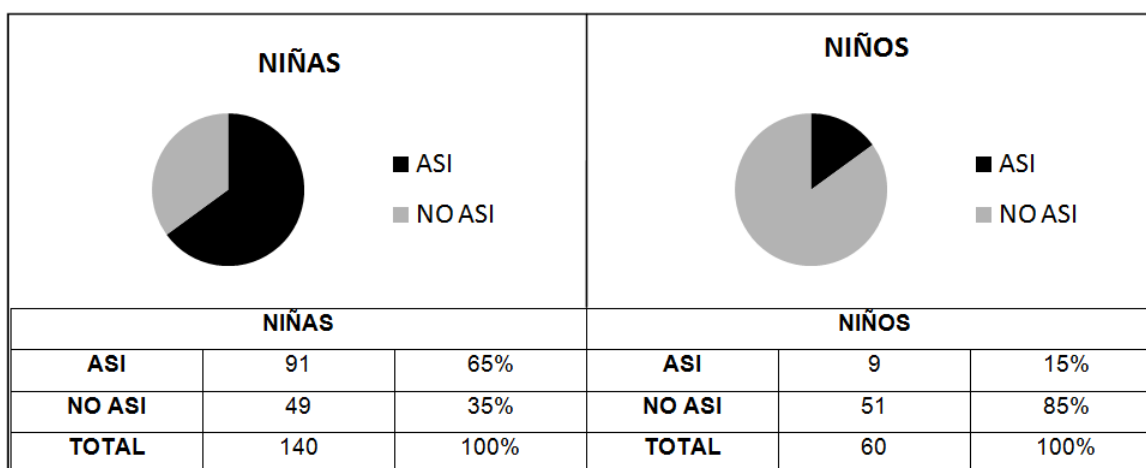 NIÑAS
ASI
NO ASI
NIÑOS
ASI
NO ASI
NIÑAS
ASI 91 65%
NO ASI 49 35%
TOTAL 140 100%
NIÑOS
ASI 9 15%
NO ASI 51 85%
TOTAL 60 100%